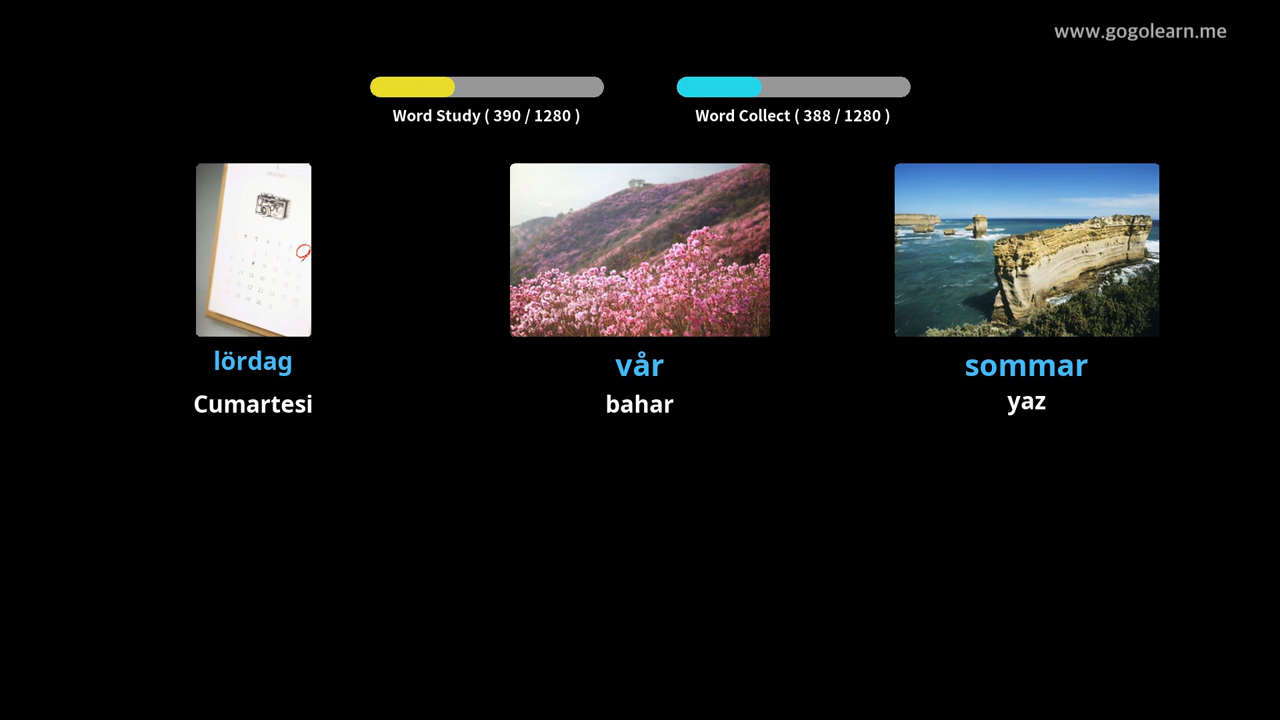 www.gogolearn.me
Word Study ( 390 / 1280 )
Word Collect ( 388 / 1280 )
lördag
vår
sommar
Cumartesi
bahar
yaz